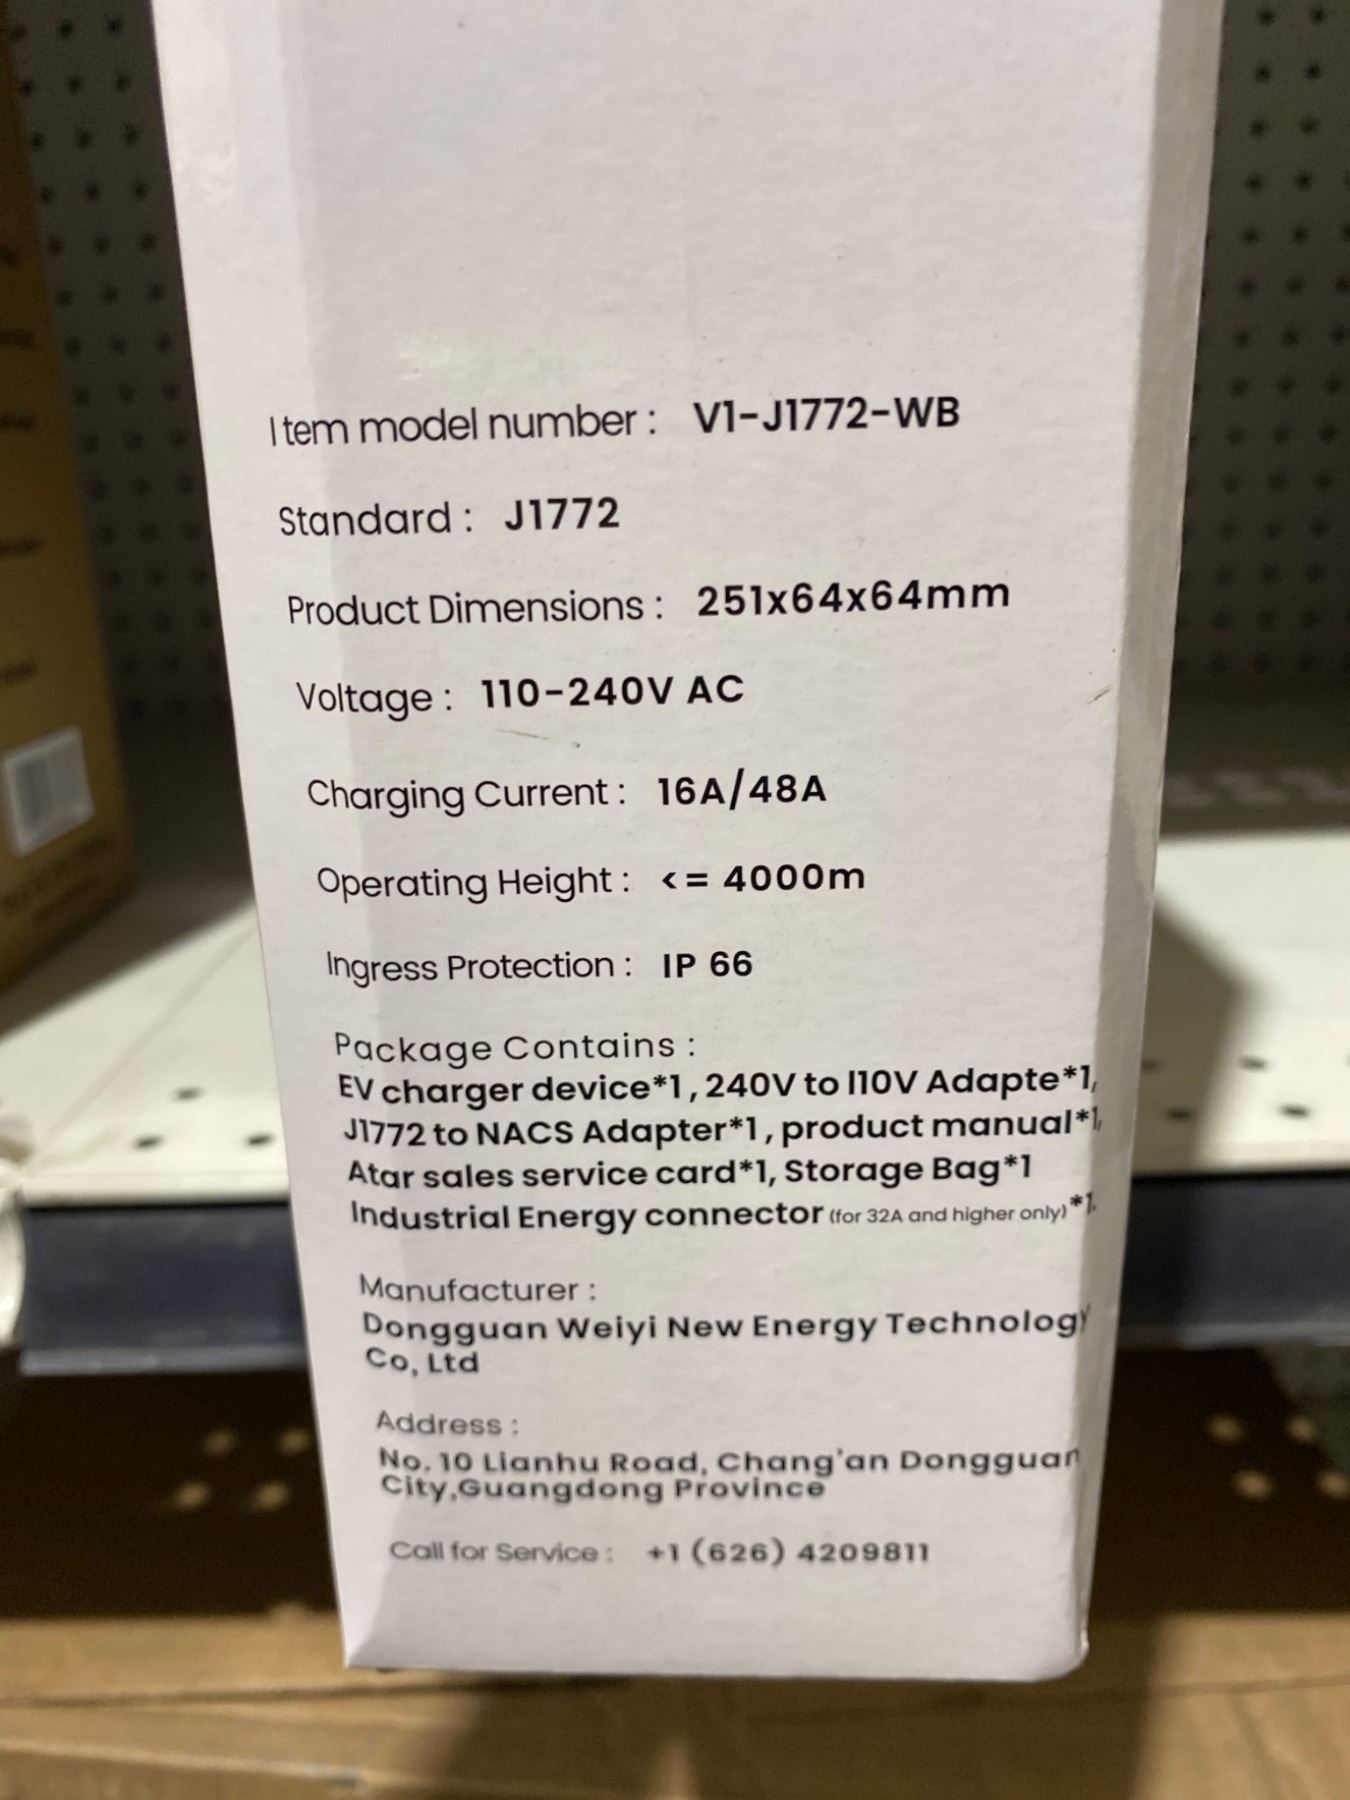 Item model number : V1-J1772-WB
Standard : J1772
Product Dimensions : 251x64x64mm
Voltage : 110-240V AC
Charging Current : 16A/48A
Operating Height : <= 4000m
Ingress Protection : IP 66
Package Contains :
EV charger device*1, 240V to 110V Adapte*1,
J1772 to NACS Adapter*1, product manual*1,
Atar sales service card*1, Storage Bag*1
Industrial Energy connector (for 32A and higher only)*1.
Manufacturer :
Dongguan Weiyi New Energy Technology
Co, Ltd
Address :
No. 10 Lianhu Road, Chang'an Dongguan
City,Guangdong Province
Call for Service : +1 (626) 4209811